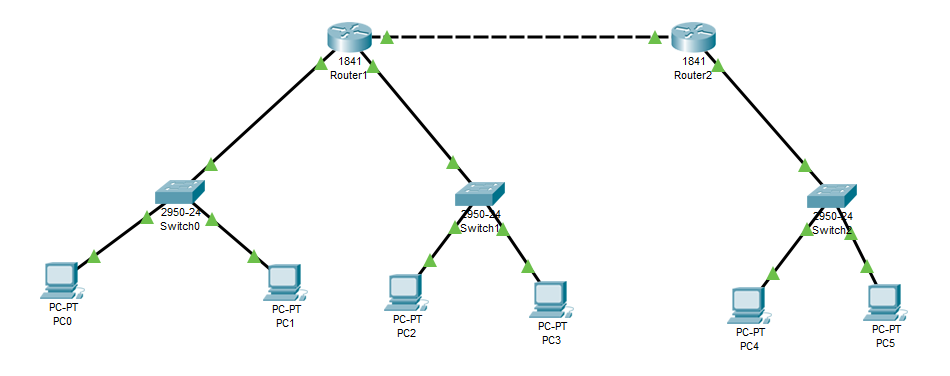 1841
Router1
1841
Router2
2950-24
Switch0
2950-24
Switch1
2950-24
Switch2
PC-PT
PC0
PC-PT
PC1
PC-PT
PC2
PC-PT
PC3
PC-PT
PC4
PC-PT
PC5